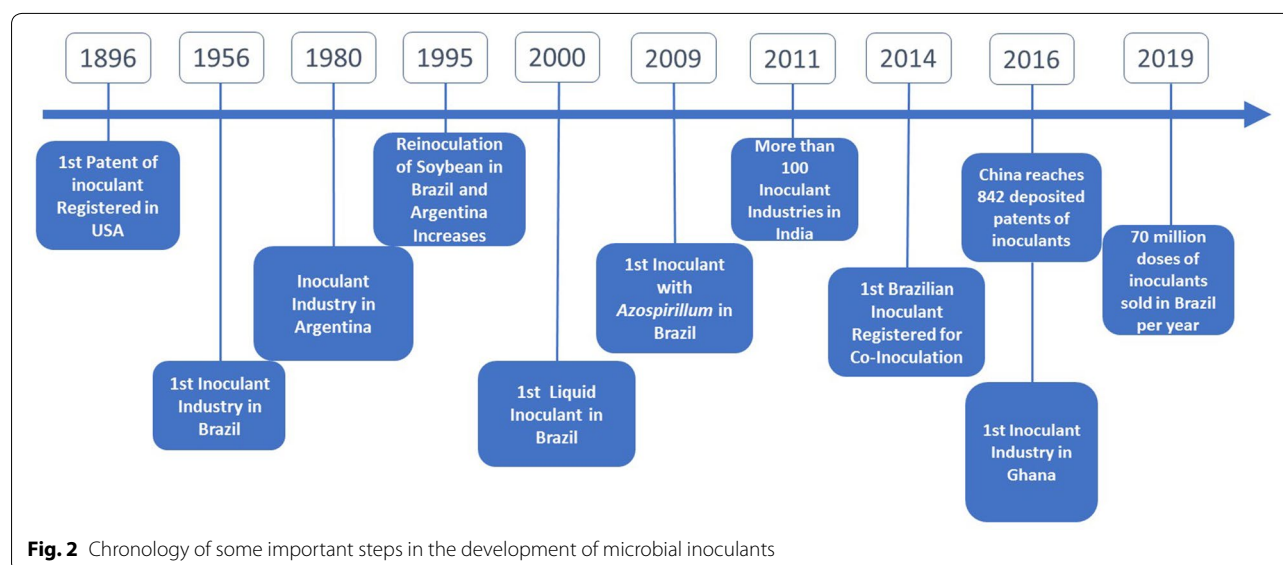 1896
1956
1980
1995
2000
2009
2011
2014
2016
2019
1st Patent of
inoculant
Registered in
USA
1st Inoculant
Industry in
Brazil
Inoculant
Industry in
Argentina
Reinoculation
of Soybean in
Brazil and
Argentina
Increases
1st Liquid
Inoculant in
Brazil
1st Inoculant
with
Azospirillum in
Brazil
More than
100
Inoculant
Industries in
India
1st Brazilian
Inoculant
Registered for
Co-Inoculation
China reaches
842 deposited
patents of
inoculants
1st Inoculant
Industry in
Ghana
70 million
doses of
inoculants
sold in Brazil
per year
Fig. 2 Chronology of some important steps in the development of microbial inoculants